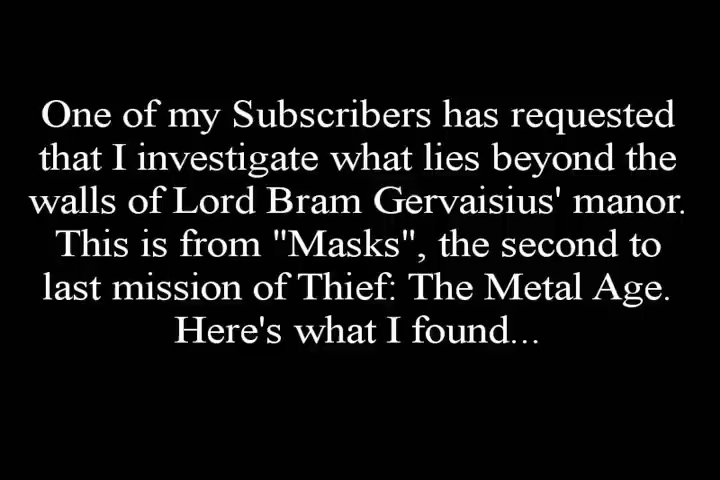 One of my Subscribers has requested
that I investigate what lies beyond the
walls of Lord Bram Gervaisius' manor.
This is from "Masks", the second to
last mission of Thief: The Metal Age.
Here's what I found...